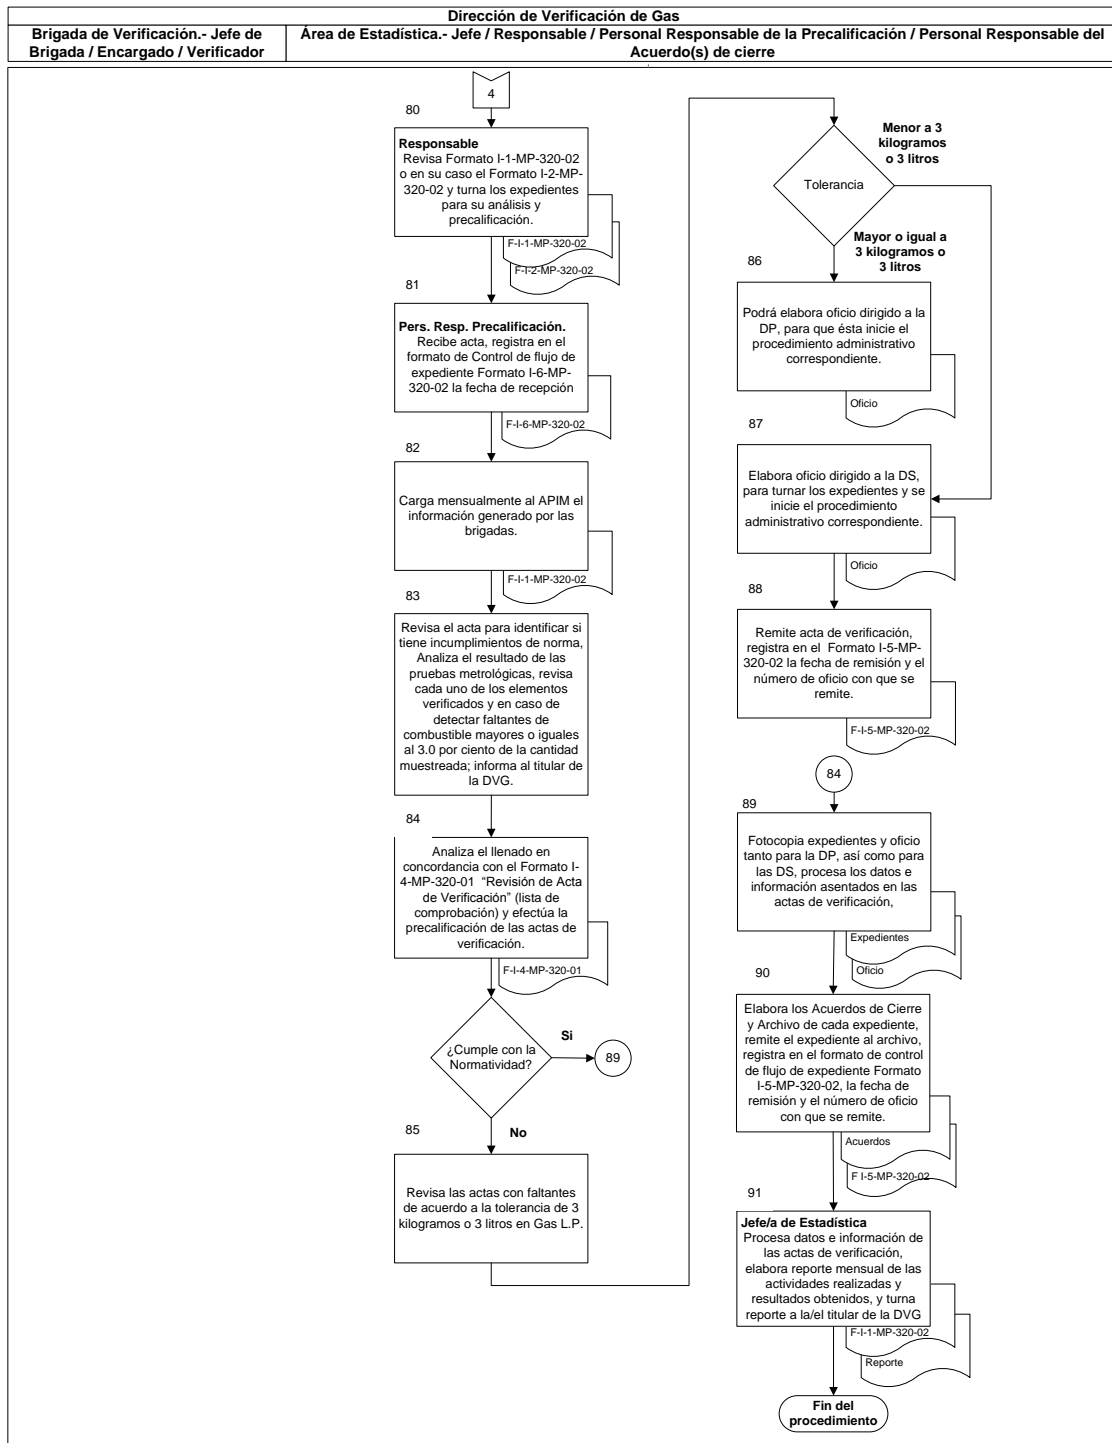 Dirección de Verificación de Gas
Brigada de Verificación.- Jefe de
Brigada / Encargado / Verificador
Área de Estadística.- Jefe / Responsable / Personal Responsable de la Precalificación / Personal Responsable del
Acuerdo(s) de cierre
4
80
Responsable
Revisa Formato I-1-MP-320-02
o en su caso el Formato I-2-MP-
320-02 y turna los expedientes
para su análisis y
precalificación.
F-I-1-MP-320-02
F-I-2-MP-320-02
81
Pers. Resp. Precalificación.
Recibe acta, registra en el
formato de Control de flujo de
expediente Formato I-6-MP-
320-02 la fecha de recepción
F-I-6-MP-320-02
82
Carga mensualmente al APIM el
información generado por las
brigadas.
F-I-1-MP-320-02
83
Revisa el acta para identificar si
tiene incumplimientos de norma,
Analiza el resultado de las
pruebas metrológicas, revisa
cada uno de los elementos
verificados y en caso de
detectar faltantes de
combustible mayores o iguales
al 3.0 por ciento de la cantidad
muestreada; informa al titular de
la DVG.
84
Analiza el llenado en
concordancia con el Formato I-
4-MP-320-01 “Revisión de Acta
de Verificación” (lista de
comprobación) y efectúa la
precalificación de las actas de
verificación.
F-I-4-MP-320-01
¿Cumple con la
Normatividad?
Si
89
No
85
Revisa las actas con faltantes
de acuerdo a la tolerancia de 3
kilogramos o 3 litros en Gas L.P.
Tolerancia
Menor a 3
kilogramos
o 3 litros
Mayor o igual a
3 kilogramos o
3 litros
86
Podrá elabora oficio dirigido a la
DP, para que ésta inicie el
procedimiento administrativo
correspondiente.
Oficio
87
Elabora oficio dirigido a la DS,
para turnar los expedientes y se
inicie el procedimiento
administrativo correspondiente.
Oficio
88
Remite acta de verificación,
registra en el Formato I-5-MP-
320-02 la fecha de remisión y el
número de oficio con que se
remite.
F-I-5-MP-320-02
84
89
Fotocopia expedientes y oficio
tanto para la DP, así como para
las DS, procesa los datos e
información asentados en las
actas de verificación,
Expedientes
Oficio
90
Elabora los Acuerdos de Cierre
y Archivo de cada expediente,
remite el expediente al archivo,
registra en el formato de control
de flujo de expediente Formato
I-5-MP-320-02, la fecha de
remisión y el número de oficio
con que se remite.
Acuerdos
F I-5-MP-320-02
91
Jefe/a de Estadística
Procesa datos e información de
las actas de verificación,
elabora reporte mensual de las
actividades realizadas y
resultados obtenidos, y turna
reporte a la/el titular de la DVG
F-I-1-MP-320-02
Reporte
Fin del
procedimiento